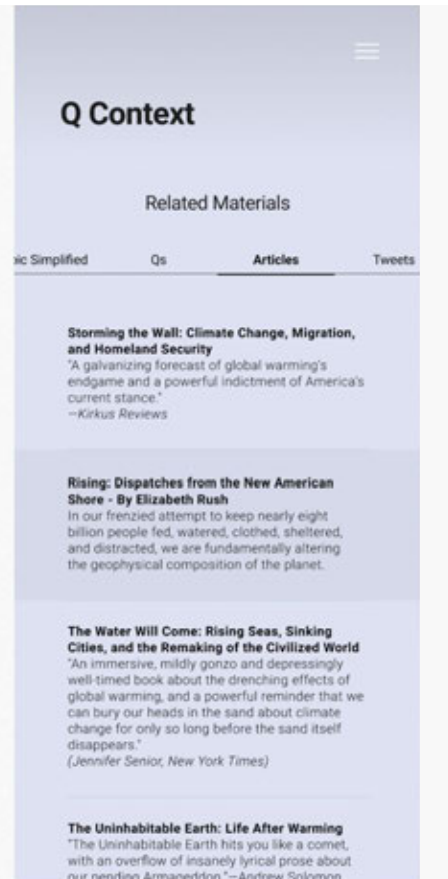 Q Context
Related Materials
ic Simplified Qs Articles Tweets
Storming the Wall: Climate Change, Migration,
and Homeland Security
"A galvanizing forecast of global warming's
endgame and a powerful indictment of America's
current stance."
—Kirkus Reviews
Rising: Dispatches from the New American
Shore - By Elizabeth Rush
In our frenzied attempt to keep nearly eight
billion people fed, watered, clothed, sheltered,
and distracted, we are fundamentally altering
the geophysical composition of the planet.
The Water Will Come: Rising Seas, Sinking
Cities, and the Remaking of the Civilized World
"An immersive, mildly gonzo and depressingly
well-timed book about the drenching effects of
global warming, and a powerful reminder that we
can bury our heads in the sand about climate
change for only so long before the sand itself
disappears."
(Jennifer Senior, New York Times)
The Uninhabitable Earth: Life After Warming
"The Uninhabitable Earth hits you like a comet,
with an overflow of insanely lyrical prose about
our pending Armageddon."—Andrew Solomon